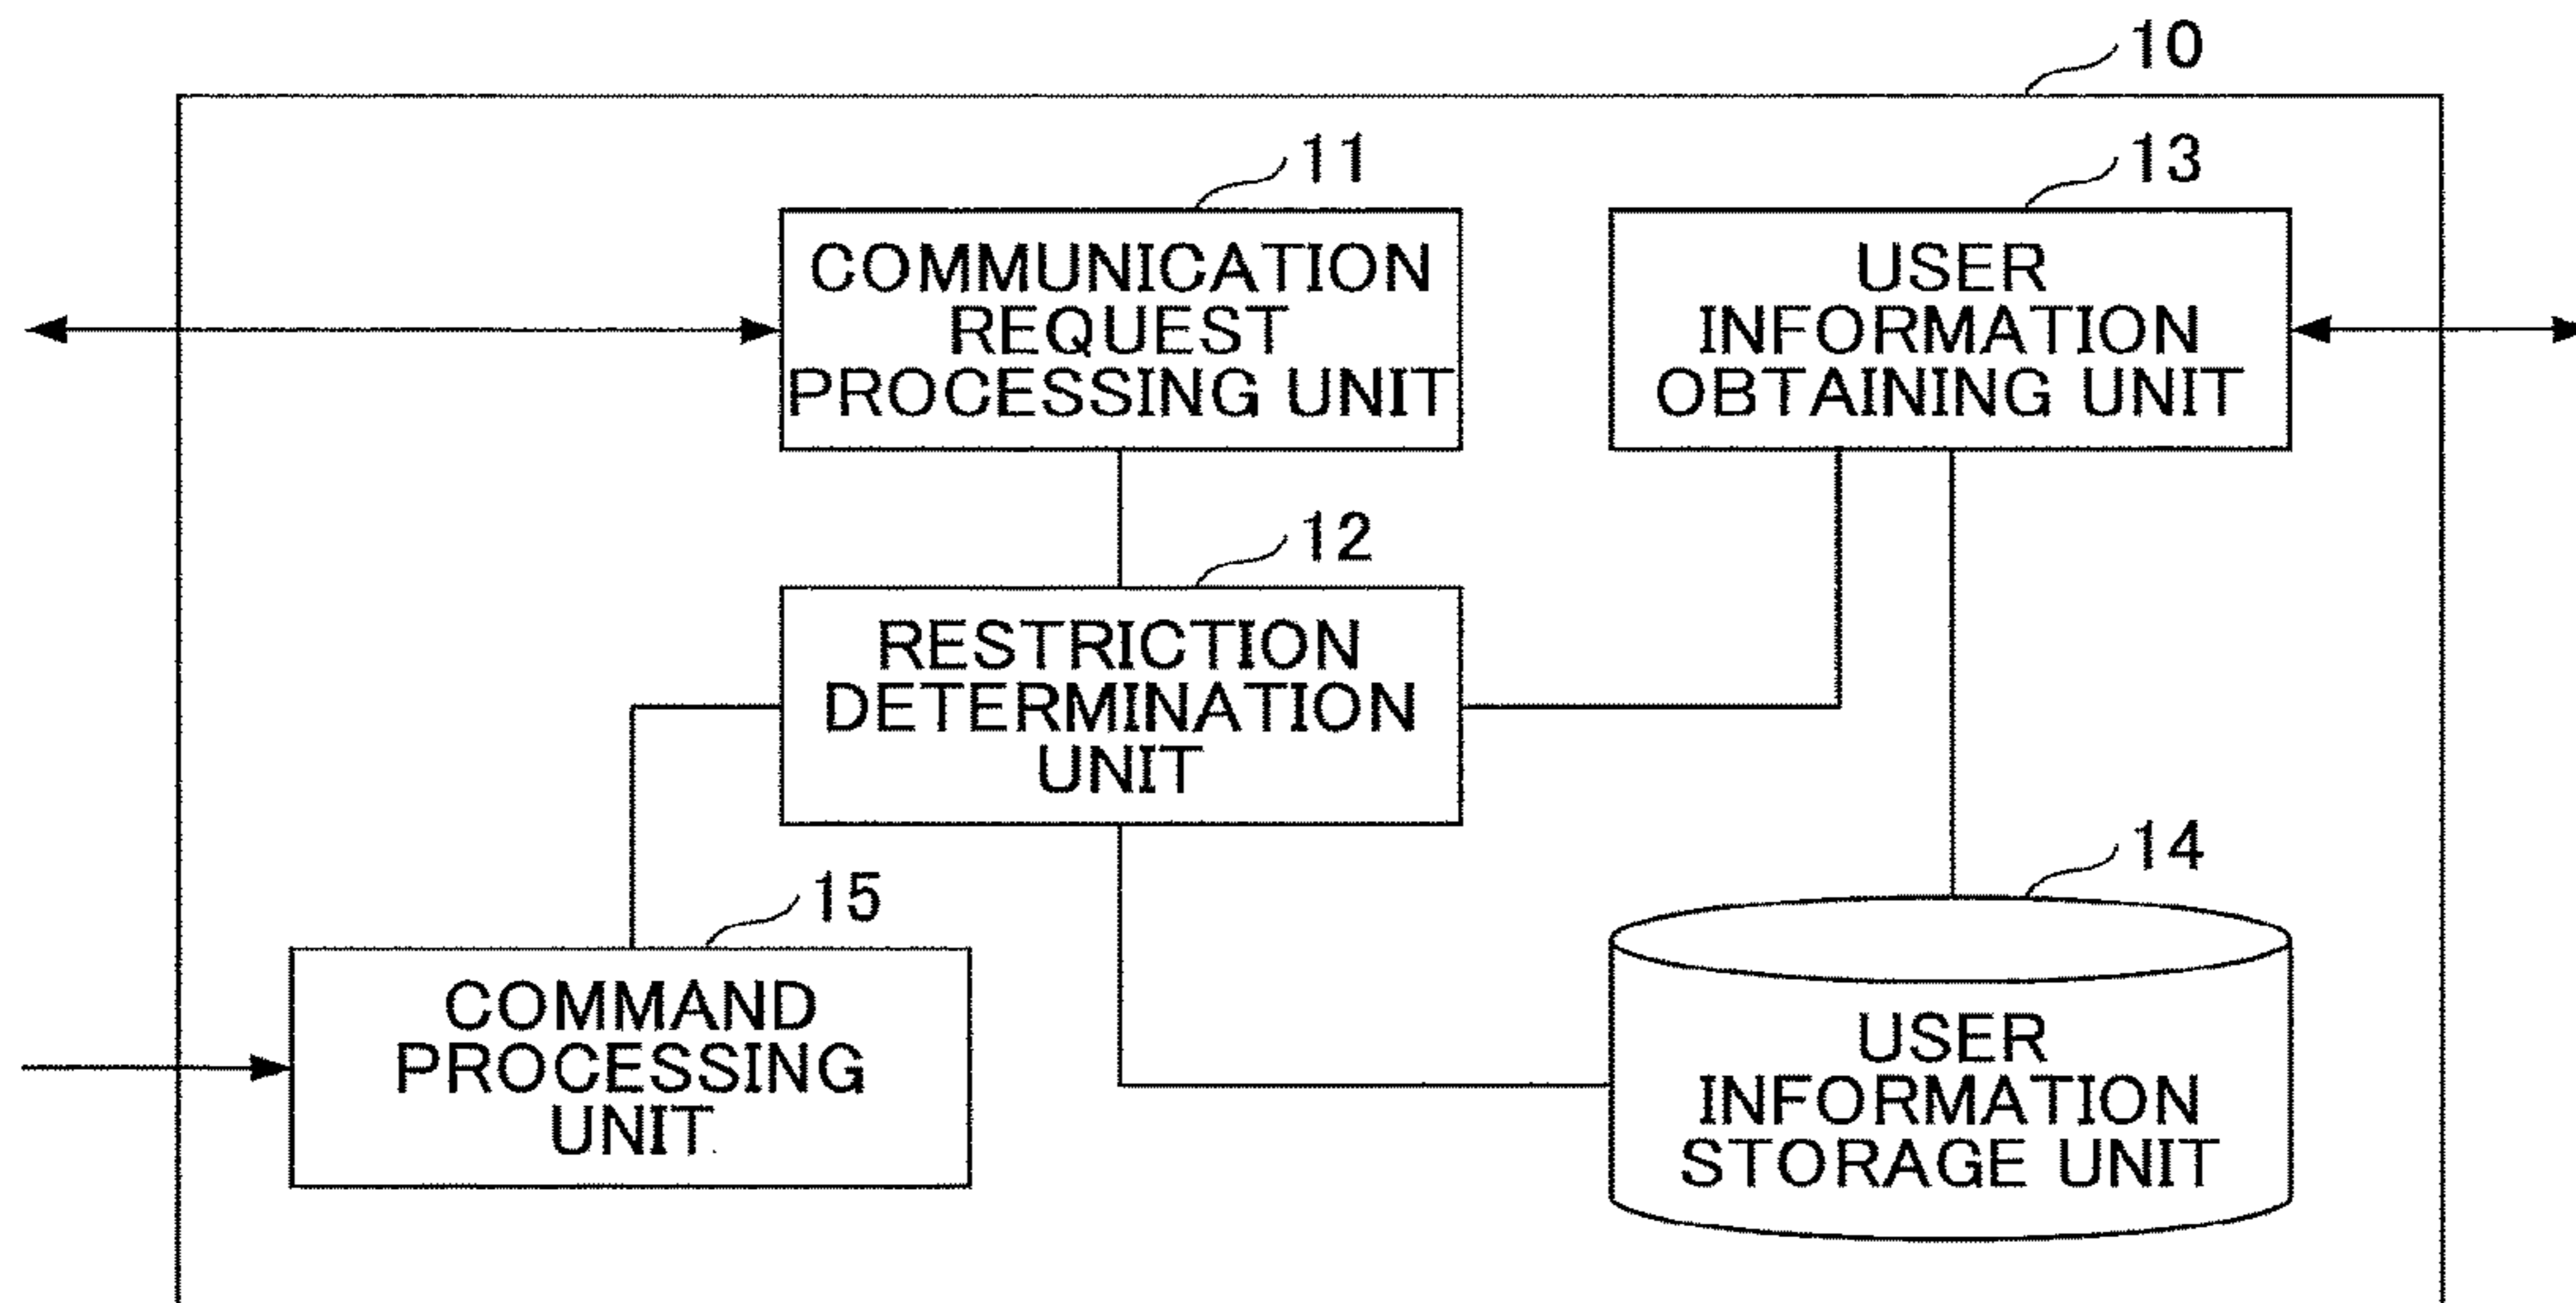 10
11
COMMUNICATION
REQUEST
PROCESSING UNIT
13
USER
INFORMATION
OBTAINING UNIT
12
RESTRICTION
DETERMINATION
UNIT
15
COMMAND
PROCESSING
UNIT
14
USER
INFORMATION
STORAGE UNIT